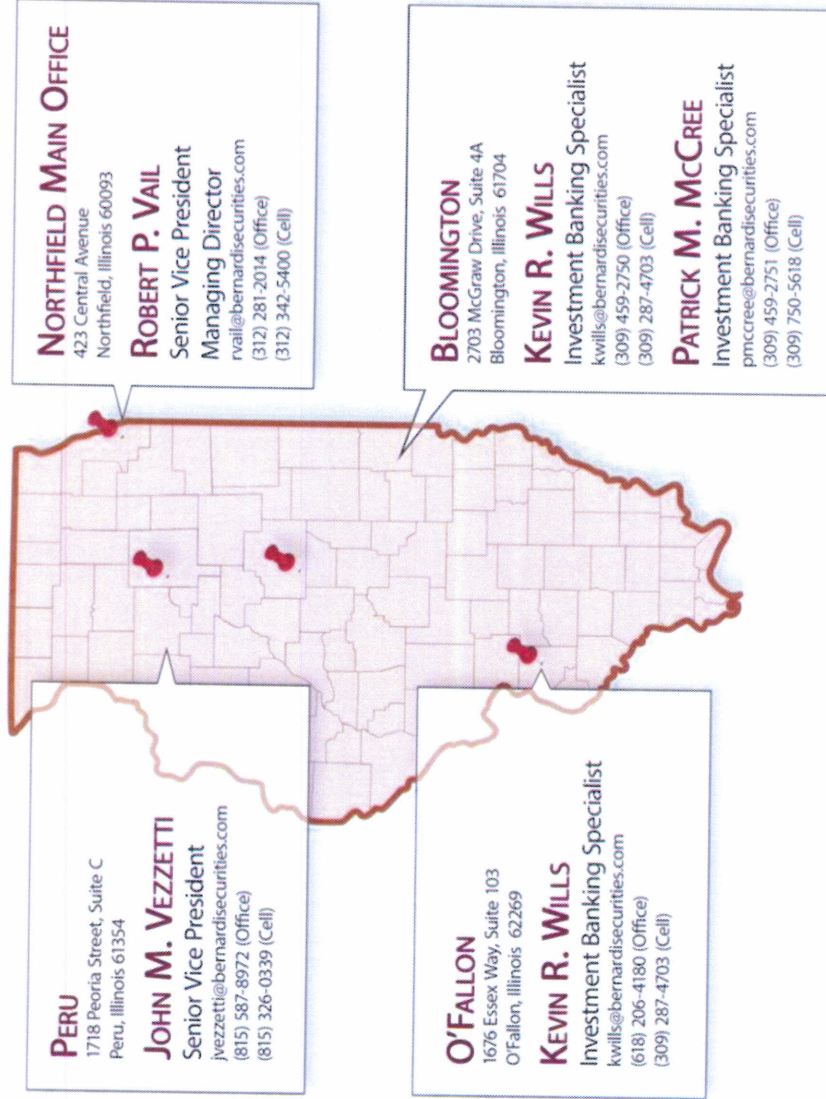 NORTHFIELD MAIN OFFICE
423 Central Avenue
Northfield, Illinois 60093
ROBERT P. VAIL
Senior Vice President
Managing Director
rvail@bernardisecurities.com
(312) 281-2014 (Office)
(312) 342-5400 (Cell)
BLOOMINGTON
2703 McGraw Drive, Suite 4A
Bloomington, Illinois 61704
KEVIN R. WILLS
Investment Banking Specialist
kwills@bernardisecurities.com
(309) 459-2750 (Office)
(309) 287-4703 (Cell)
PATRICK M. MCCREE
Investment Banking Specialist
pmccree@bernardisecurities.com
(309) 459-2751 (Office)
(309) 750-5618 (Cell)
PERU
1718 Peoria Street, Suite C
Peru, Illinois 61354
JOHN M. VEZZETTI
Senior Vice President
jvezzetti@bernardisecurities.com
(815) 587-8972 (Office)
(815) 326-0339 (Cell)
O'FALLON
1676 Essex Way, Suite 103
O'Fallon, Illinois 62269
KEVIN R. WILLS
Investment Banking Specialist
kwills@bernardisecurities.com
(618) 206-4180 (Office)
(309) 287-4703 (Cell)